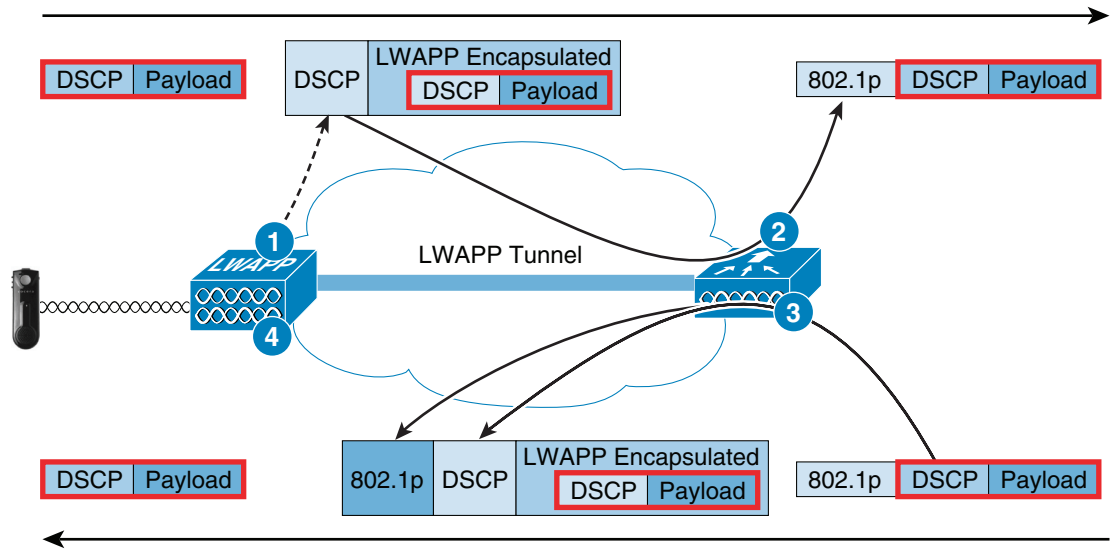 DSCP Payload
DSCP
LWAPP Encapsulated
DSCP Payload
802.1p DSCP Payload
1
2
LWAPP
LWAPP Tunnel
3
4
DSCP Payload
802.1p DSCP
LWAPP Encapsulated
DSCP Payload
802.1p DSCP Payload